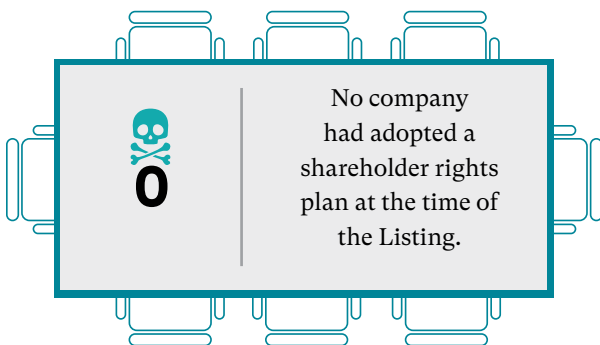 0
No company
had adopted a
shareholder rights
plan at the time of
the Listing.